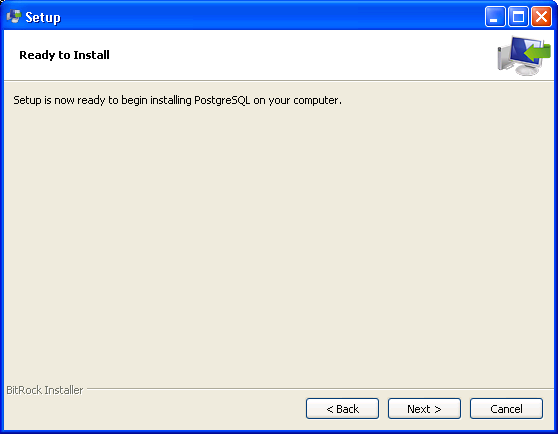 Setup
Ready to Install
Setup is now ready to begin installing PostgreSQL on your computer.
BitRock Installer
< Back
Next >
Cancel